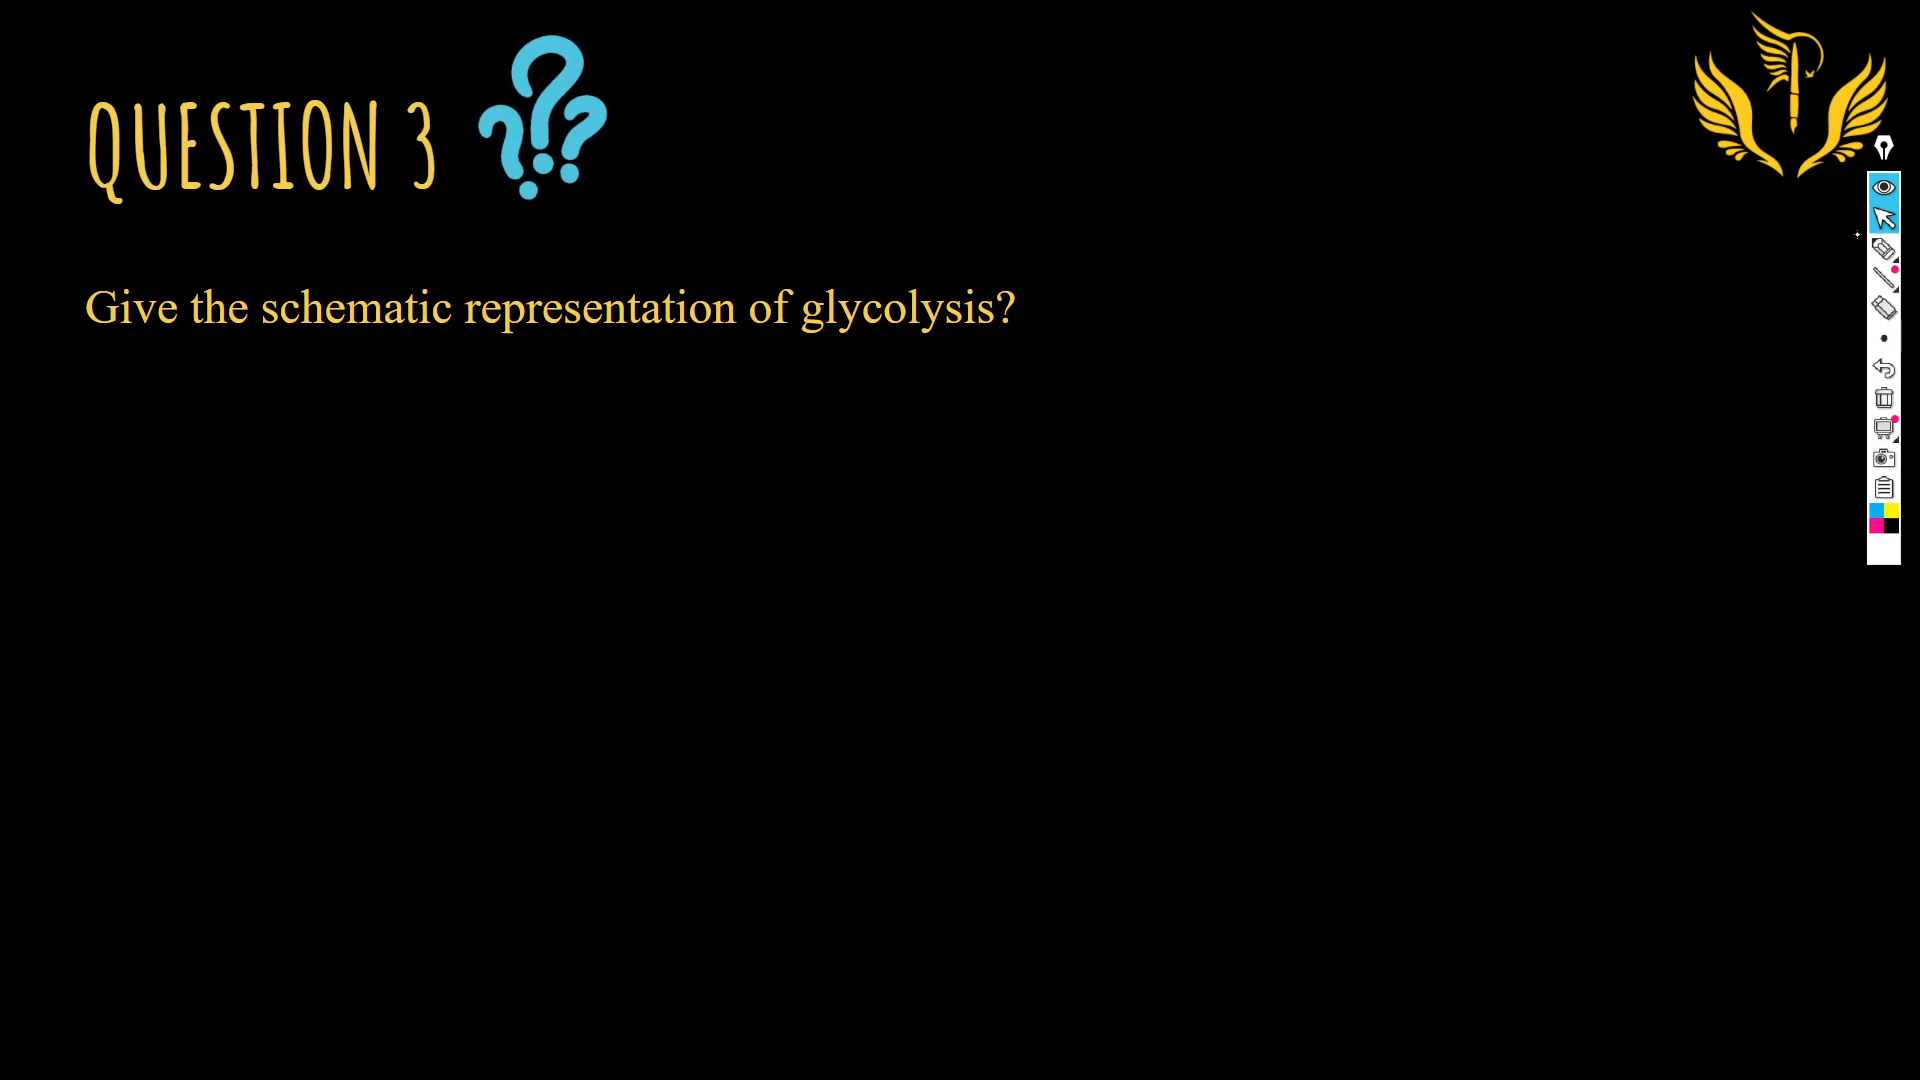 QUESTION 3
Give the schematic representation of glycolysis?